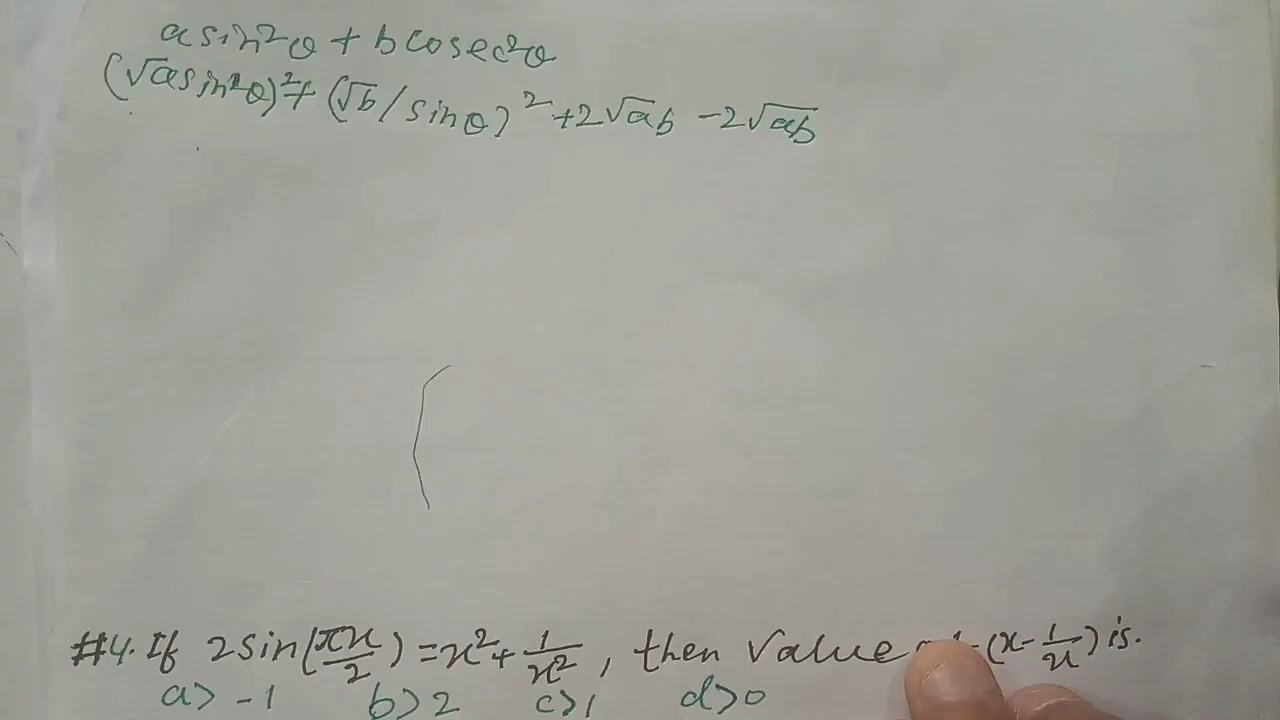 a sin²θ + b cosec²θ
(√a sin²θ)² + (√b / sinθ)² + 2√ab - 2√ab
#4. If 2 sin(πx/2) = x² + 1/x², then value (x - 1/x) is.
a> -1 b> 2 c> 1 d> 0